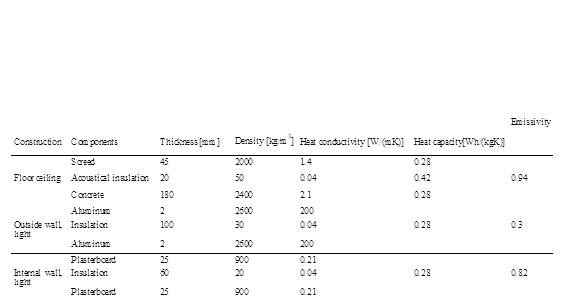 Emissivity
Construction Components Thickness [mm] Density [kg/m³] Heat conductivity [W/(mK)] Heat capacity[Wh/(kgK)]
Screed 45 2000 1.4 0.28
Floor ceiling Acoustical insulation 20 50 0.04 0.42 0.94
Concrete 180 2400 2.1 0.28
Aluminum 2 2600 200
Outside wall, light Insulation 100 30 0.04 0.28 0.3
Aluminum 2 2600 200
Plasterboard 25 900 0.21
Internal wall, light Insulation 60 20 0.04 0.28 0.82
Plasterboard 25 900 0.21